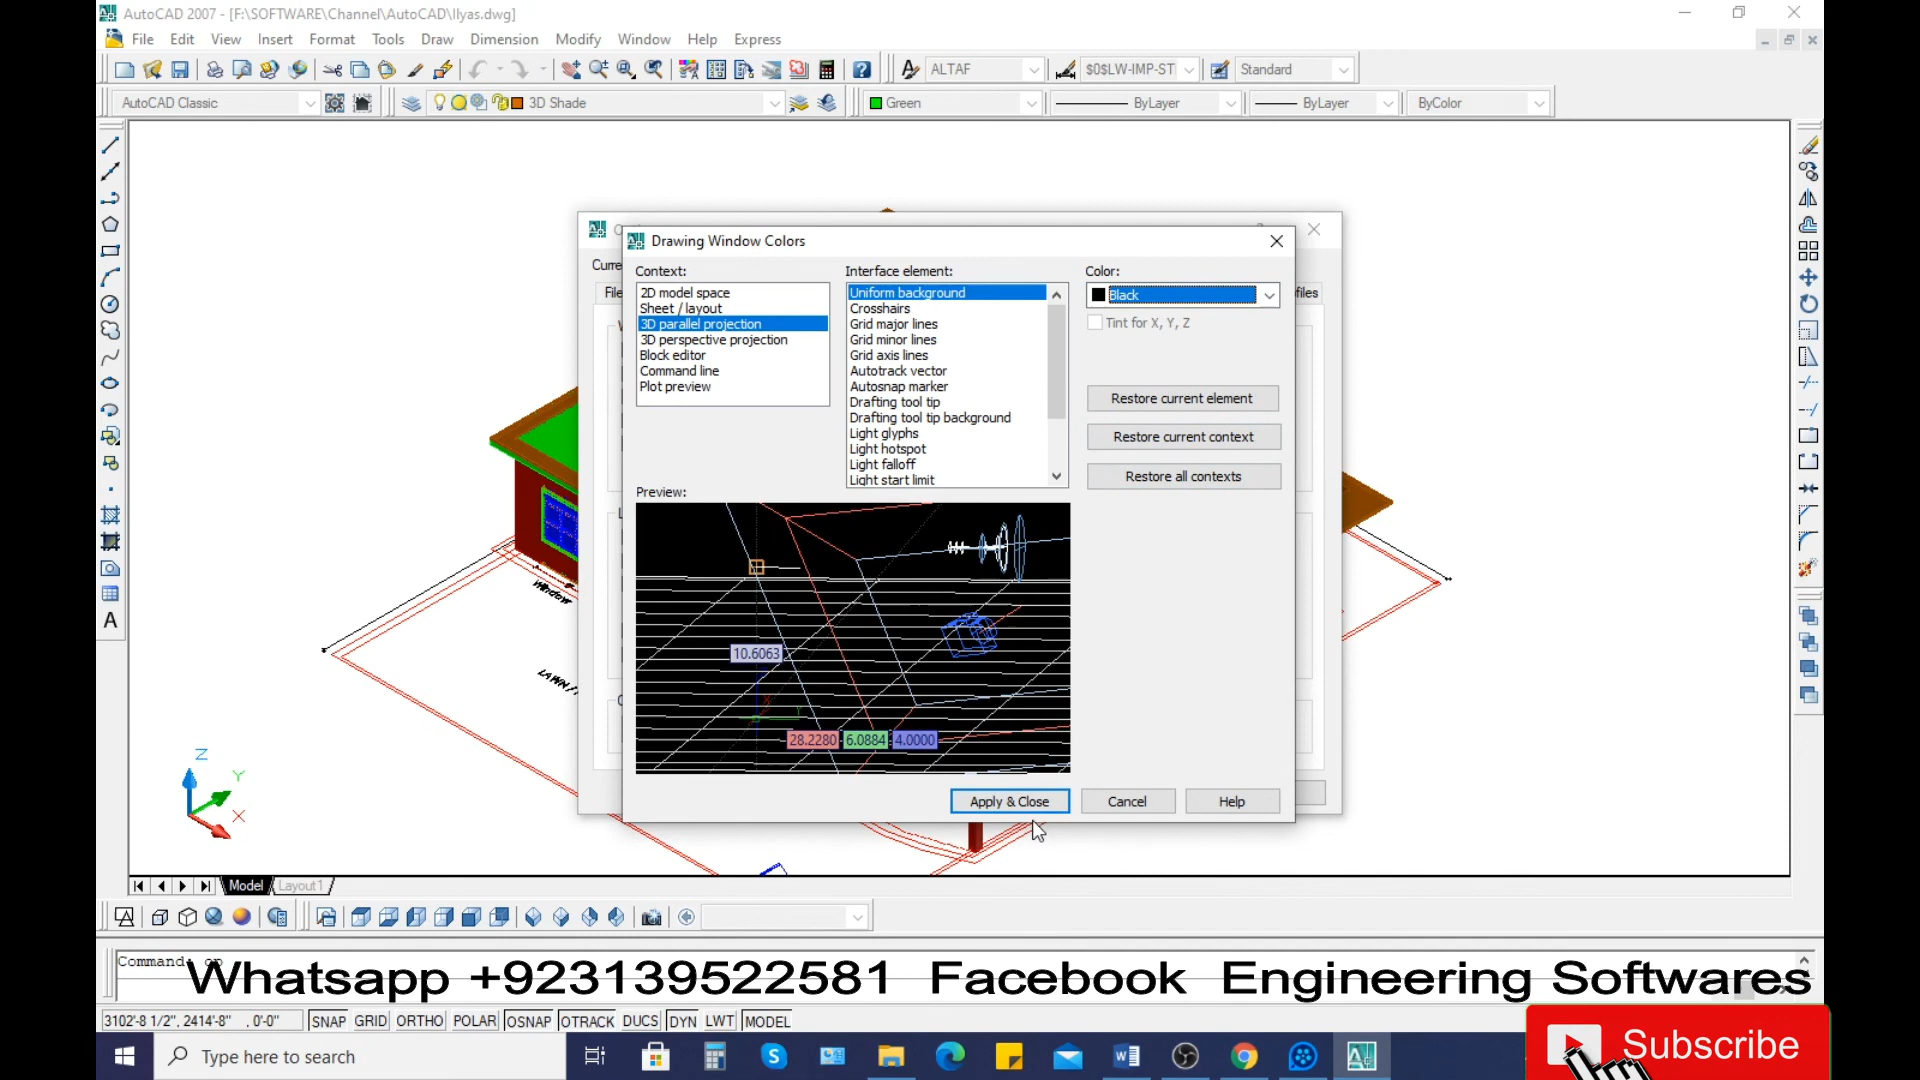 AutoCAD 2007 - [F:\SOFTWARE\Channel\AutoCAD\Ilyas.dwg]
File Edit View Insert Format Tools Draw Dimension Modify Window Help Express
ALTAF $0$LW-IMP-ST Standard
AutoCAD Classic 3D Shade Green ByLayer ByLayer ByColor
Drawing Window Colors
Context: Interface element: Color:
2D model space Uniform background Black
Sheet / layout Crosshairs
3D parallel projection Grid major lines Tint for X, Y, Z
3D perspective projection Grid minor lines
Block editor Grid axis lines
Command line Autotrack vector
Plot preview Autosnap marker
Restore current element
Drafting tool tip
Drafting tool tip background
Light glyphs Restore current context
Light hotspot
Light falloff
Light start limit Restore all contexts
Preview:
Window
10.6063
LAWN
28.2280 6.0884 4.0000
Z
Y
X
Apply & Close Cancel Help
Model Layout1
Command: op
Whatsapp +923139522581 Facebook Engineering Softwares
3102'-8 1/2", 2414'-8" , 0'-0" SNAP GRID ORTHO POLAR OSNAP OTRACK DUCS DYN LWT MODEL
Type here to search
Subscribe